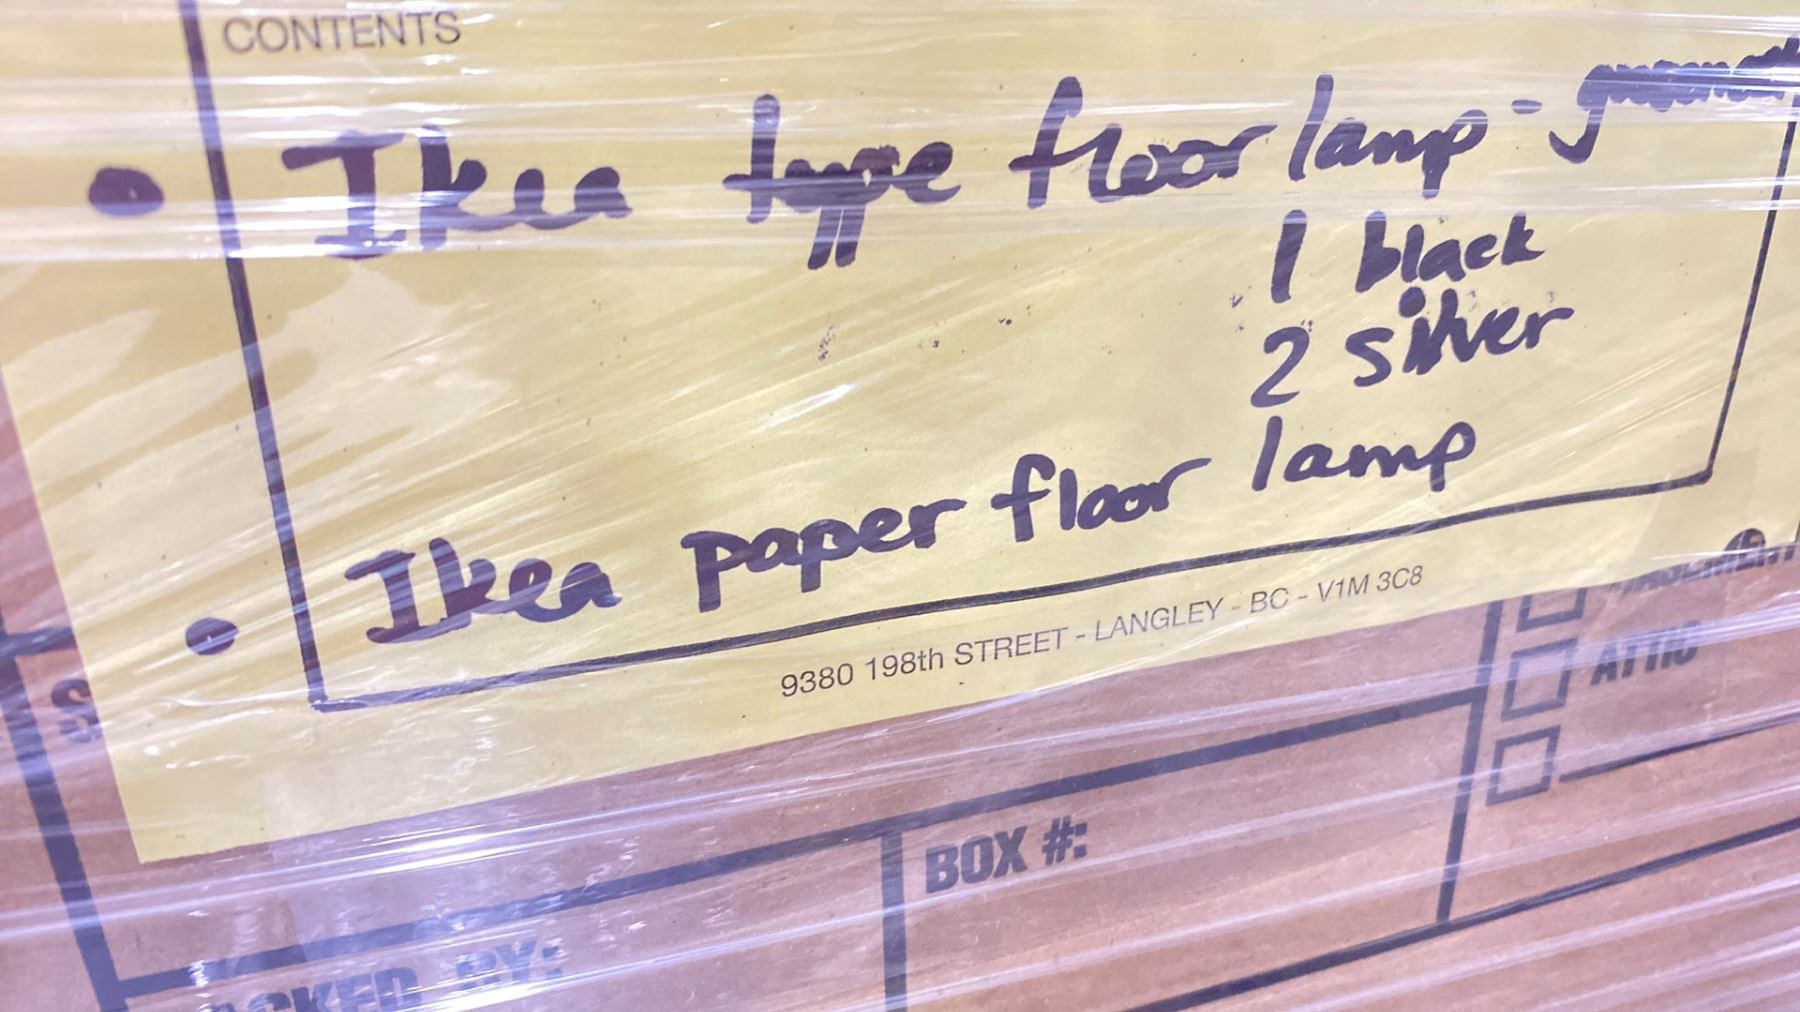 CONTENTS
• Ikea type floor lamp -
1 black
2 silver
• Ikea paper floor lamp
9380 198th STREET - LANGLEY - BC - V1M 3C8
ATTIC
BOX #:
BY: